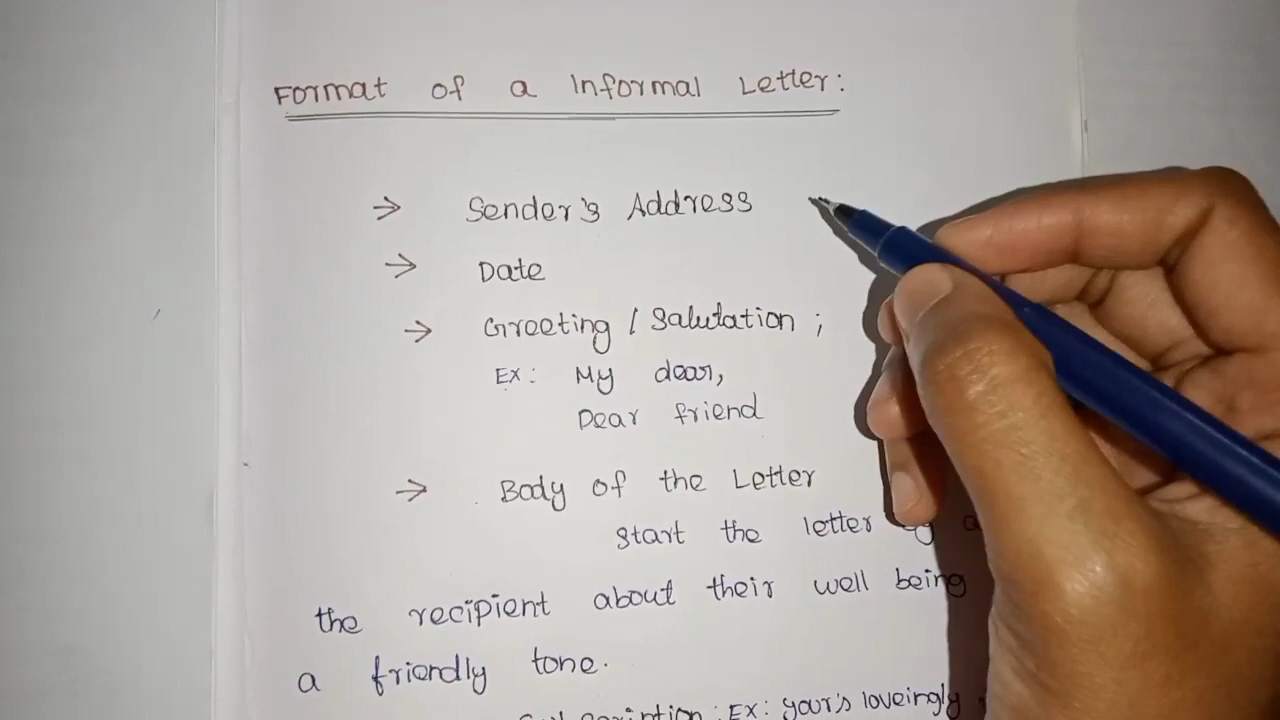 Format of a Informal Letter:
→ Sender's Address
→ Date
→ Greeting / Salutation ;
Ex: My dear,
Dear friend
→ Body of the Letter
start the letter
the recipient about their well being
a friendly tone.
Ex: your's loveingly